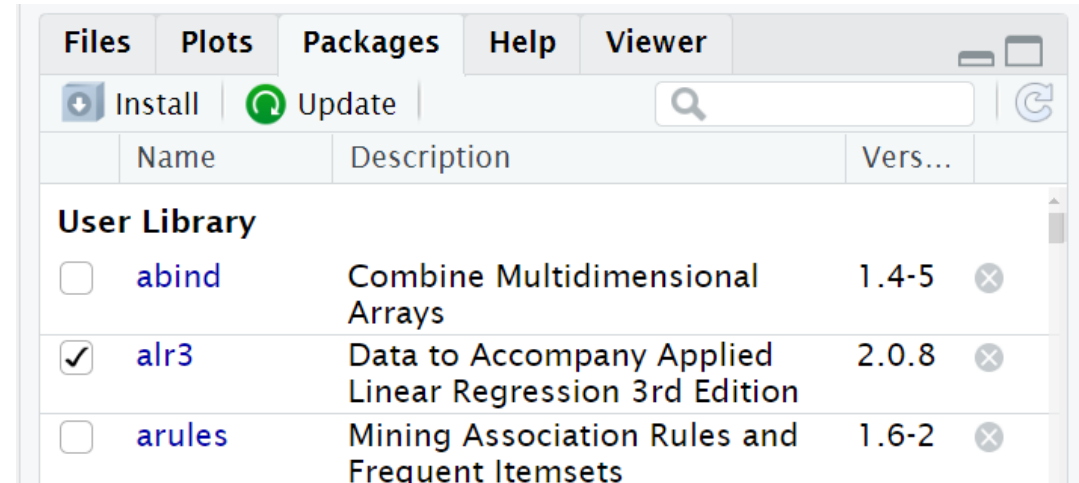 Files Plots Packages Help Viewer
Install Update
Name Description Vers...
User Library
abind Combine Multidimensional 1.4-5
Arrays
alr3 Data to Accompany Applied 2.0.8
Linear Regression 3rd Edition
arules Mining Association Rules and 1.6-2
Frequent Itemsets